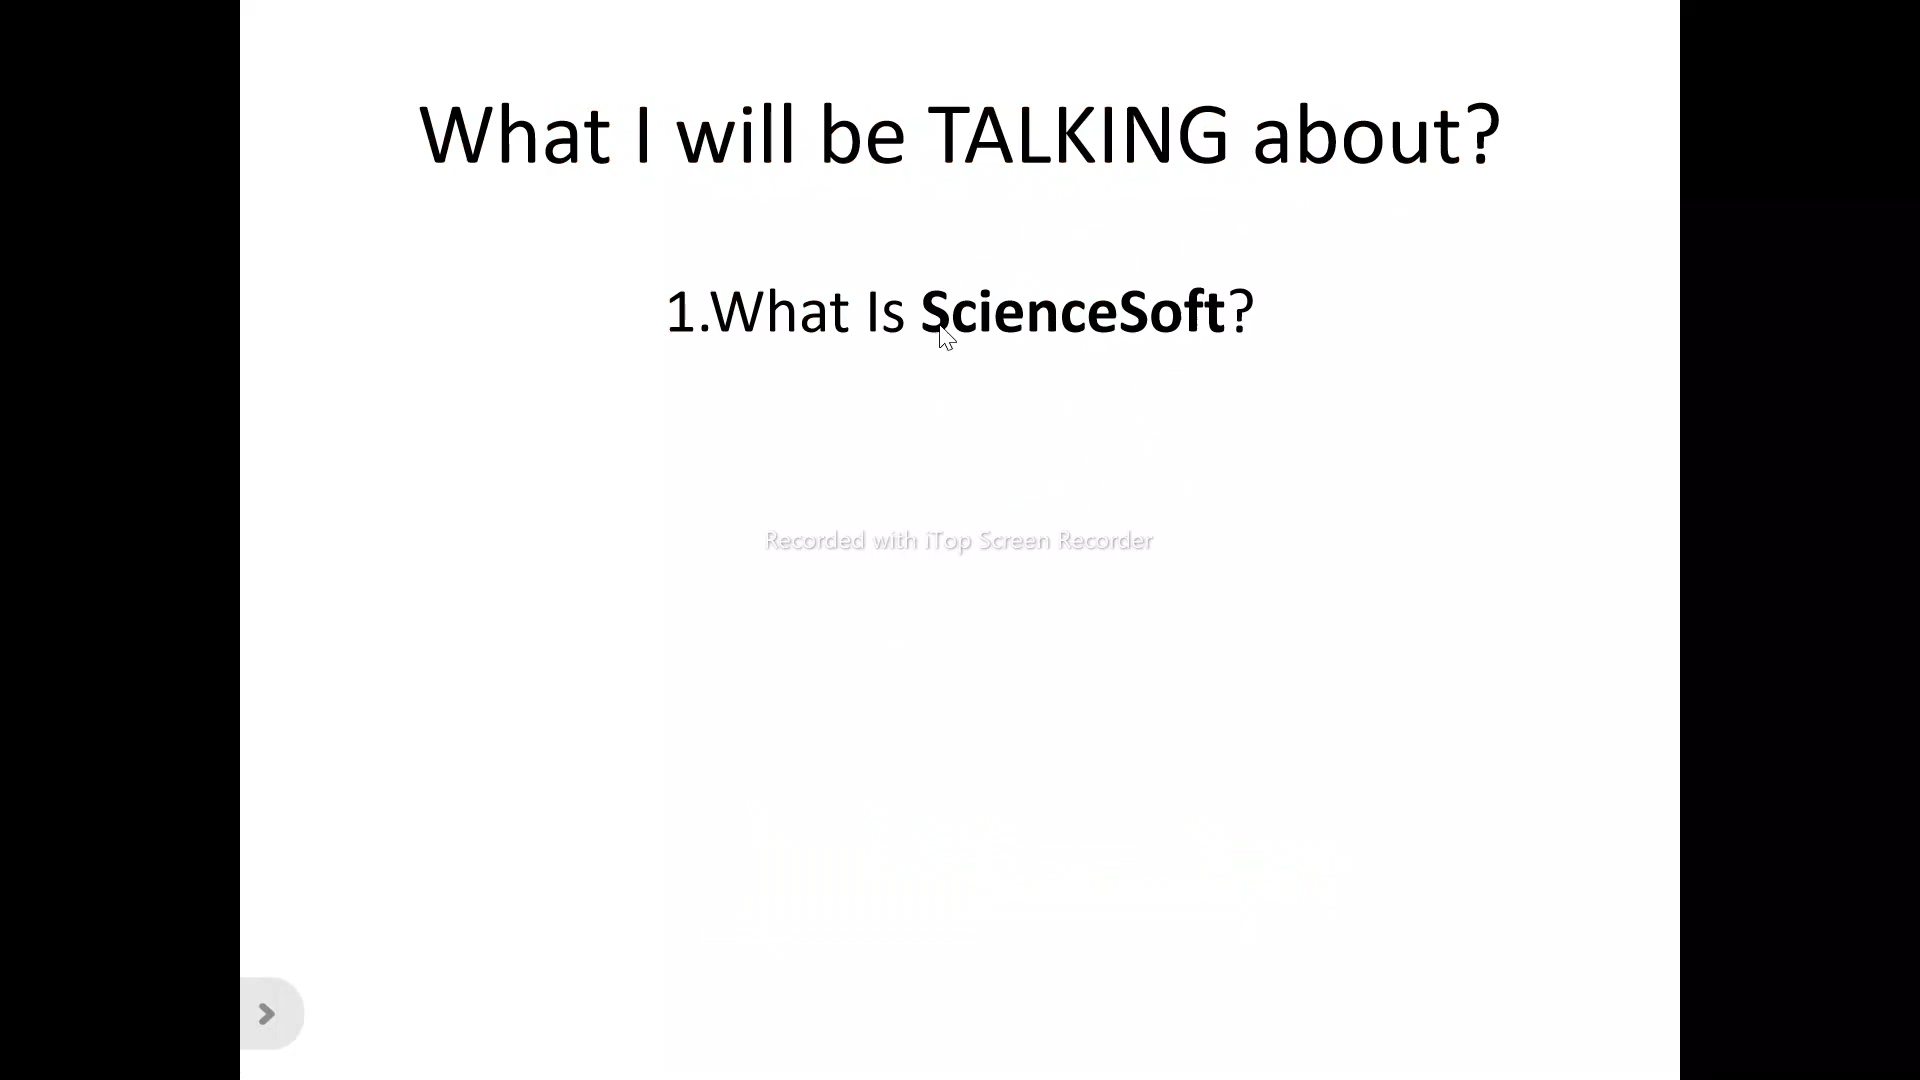 What I will be TALKING about?
1.What Is ScienceSoft?
Recorded with iTop Screen Recorder